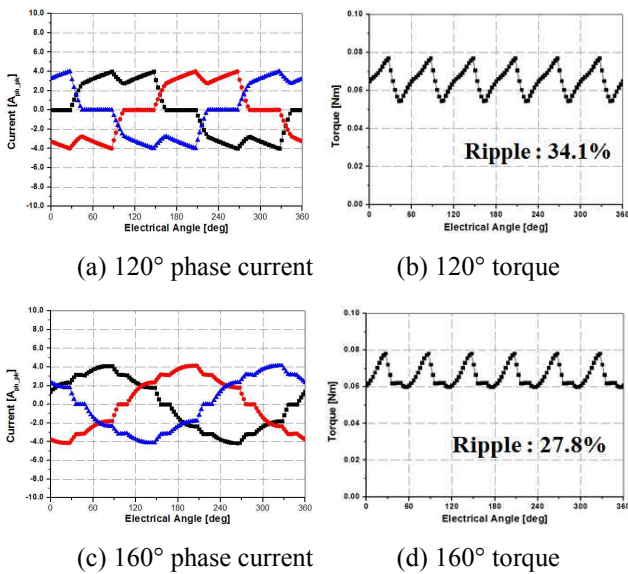 10.0
8.0
6.0
4.0
2.0
0.0
-2.0
-4.0
-6.0
-8.0
-10.0
Current [A_ph_pk]
0 60 120 180 240 300 360
Electrical Angle [deg]
0.10
0.08
0.06
0.04
0.02
0.00
Torque [Nm]
Ripple : 34.1%
0 60 120 180 240 300 360
Electrical Angle [deg]
(a) 120° phase current
(b) 120° torque
10.0
8.0
6.0
4.0
2.0
0.0
-2.0
-4.0
-6.0
-8.0
-10.0
Current [A_ph_pk]
0 60 120 180 240 300 360
Electrical Angle [deg]
0.10
0.08
0.06
0.04
0.02
0.00
Torque [Nm]
Ripple : 27.8%
0 60 120 180 240 300 360
Electrical Angle [deg]
(c) 160° phase current
(d) 160° torque